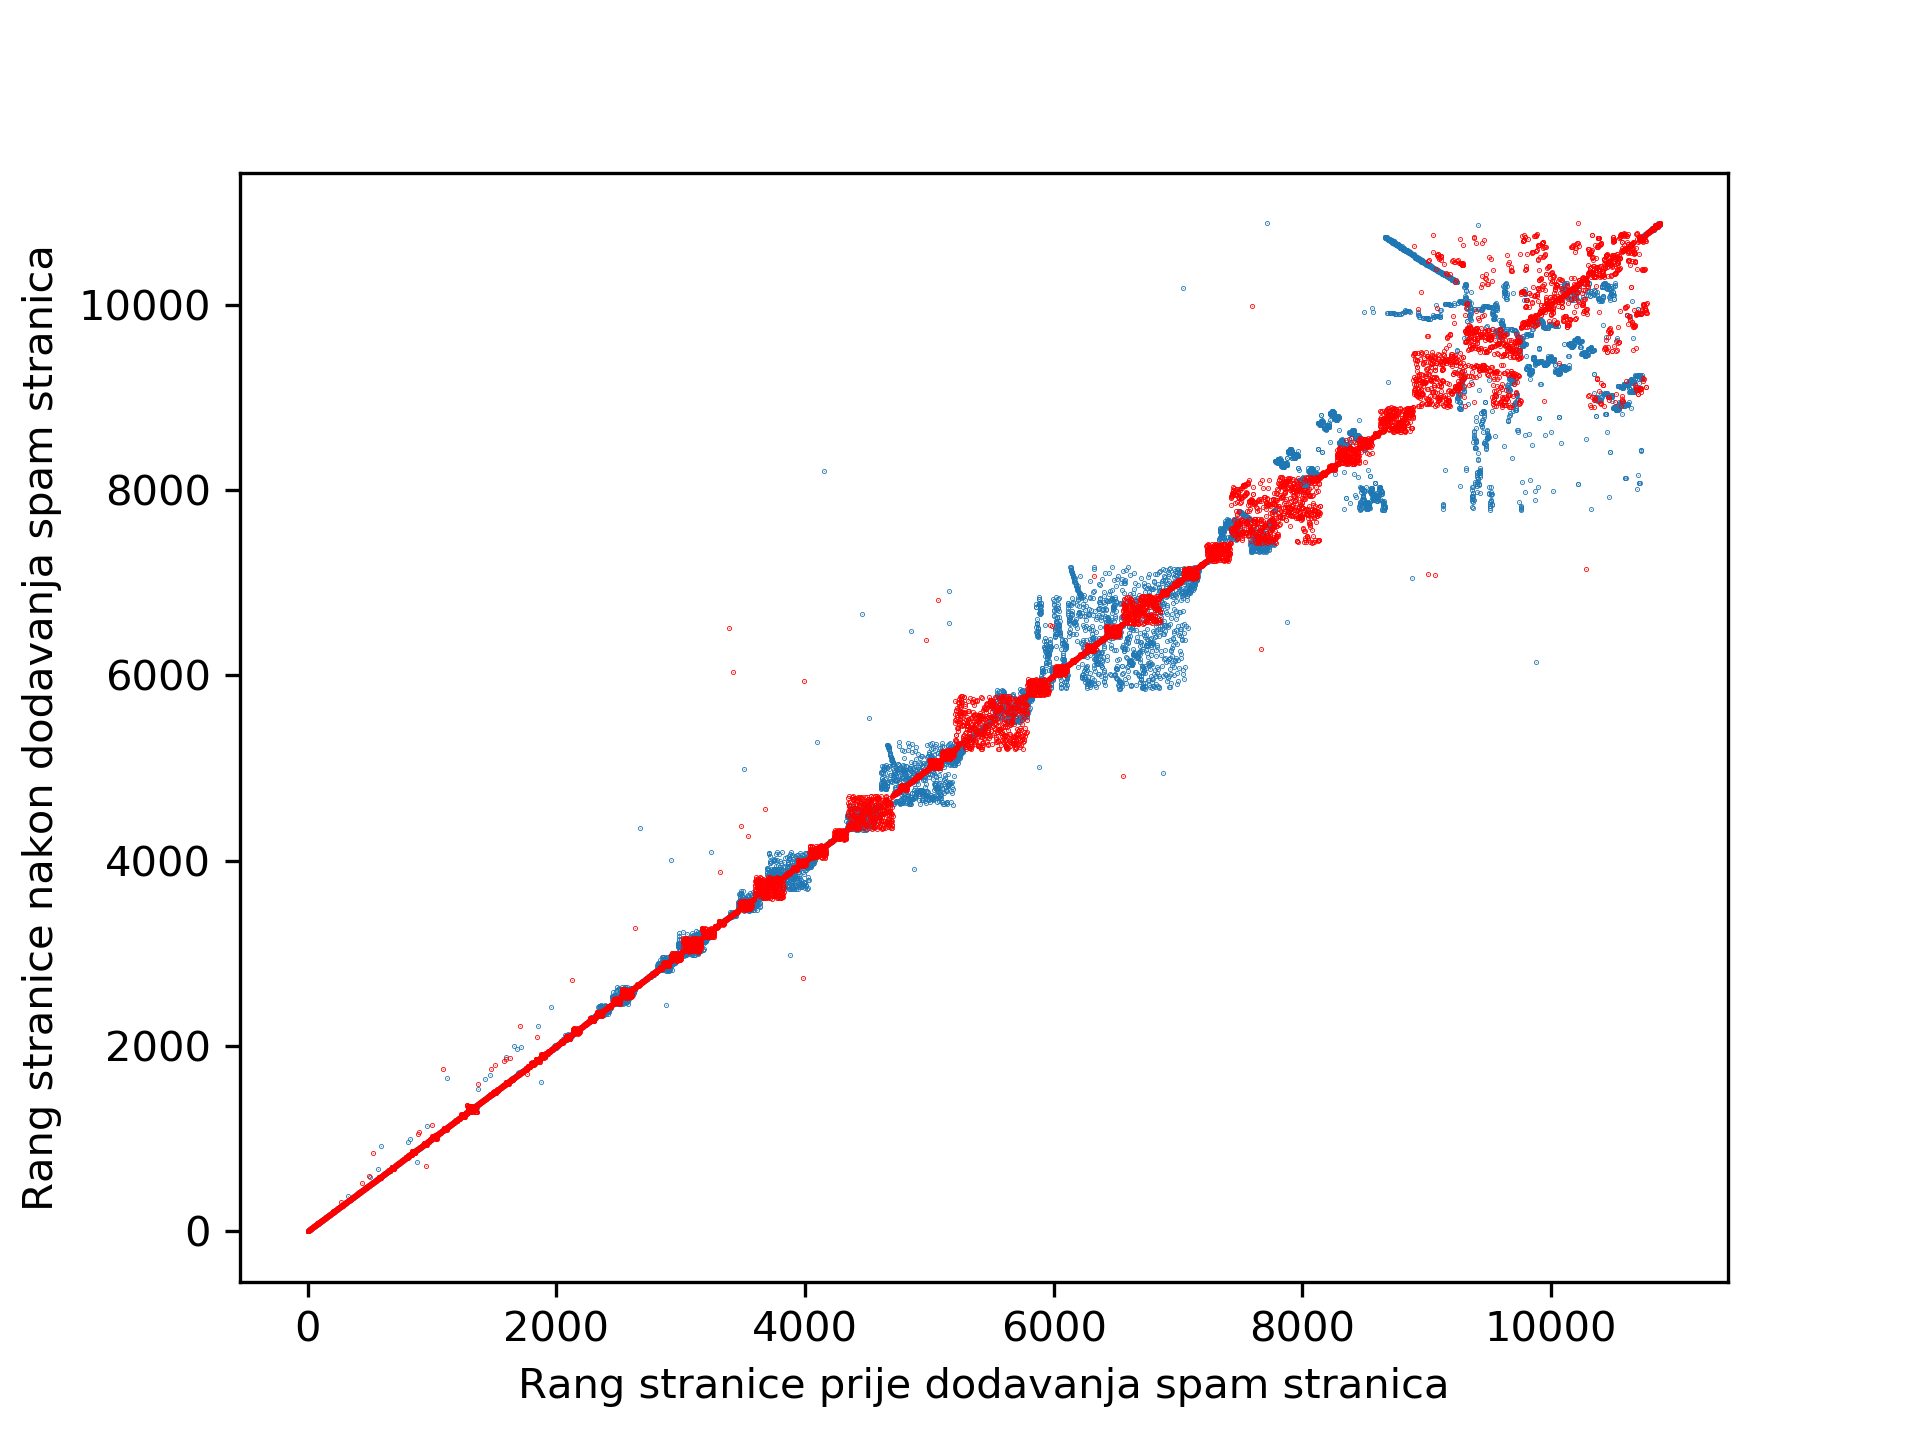 Rang stranice nakon dodavanja spam stranica
10000
8000
6000
4000
2000
0
0 2000 4000 6000 8000 10000
Rang stranice prije dodavanja spam stranica